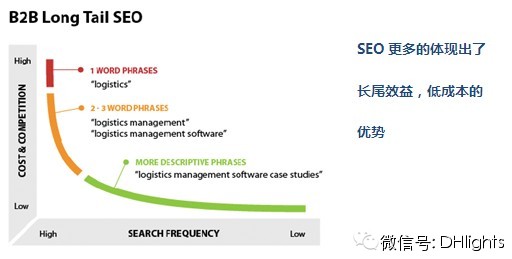 B2B Long Tail SEO
High
1 WORD PHRASES
"logistics"
2 - 3 WORD PHRASES
"logistics management"
"logistics management software"
MORE DESCRIPTIVE PHRASES
"logistics management software case studies"
COST & COMPETITION
Low
High
SEARCH FREQUENCY
Low
SEO 更多的体现出了
长尾效益，低成本的
优势
微信号: DHlights